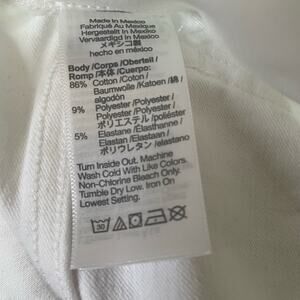 Made In Mexico
Fabriqué Au Mexique
Hergestellt In Mexiko
Vervaardigd In Mexico
メキシコ製
hecho en méxico
Body/Corps/Oberteil/
Romp/本体/Cuerpo:
86% Cotton/Coton/
Baumwolle/Katoen/綿/
algodón
9% Polyester/Polyester/
Polyester/Polyester/
ポリエステル/poliéster
5% Elastane/Élasthanne/
Elastan/Elastaan/
ポリウレタン/elastano
Turn Inside Out. Machine
Wash Cold With Like Colors.
Non-Chlorine Bleach Only.
Tumble Dry Low. Iron On
Lowest Setting.
30